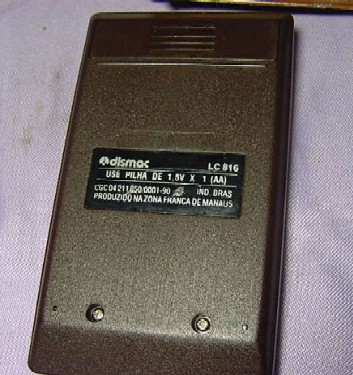 dismac LC 816
USE PILHA DE 1,5V X 1 (AA)
CGC 04 211 650/0001-90 IND. BRAS
PRODUZIDO NA ZONA FRANCA DE MANAUS